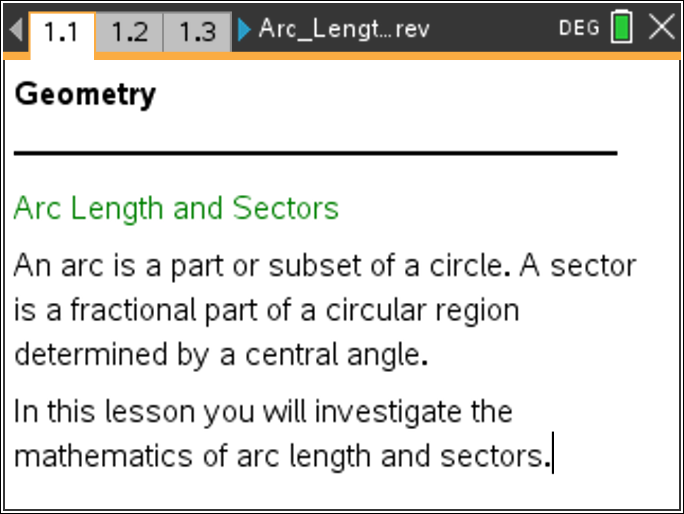 1.1 1.2 1.3 Arc_Lengt...rev DEG
Geometry
Arc Length and Sectors
An arc is a part or subset of a circle. A sector
is a fractional part of a circular region
determined by a central angle.
In this lesson you will investigate the
mathematics of arc length and sectors.